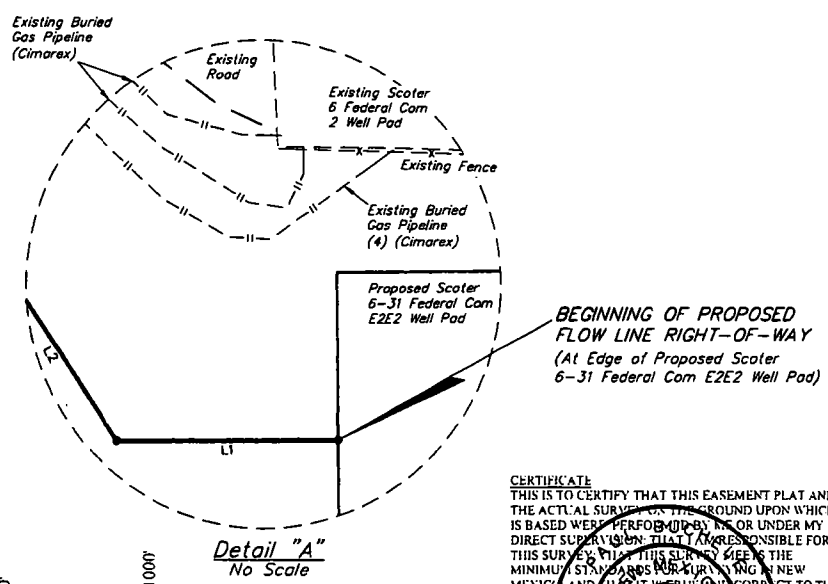 Existing Buried
Gas Pipeline
(Cimarex)
Existing
Road
Existing Scoter
6 Federal Com
2 Well Pad
Existing Fence
Existing Buried
Gas Pipeline
(4) (Cimarex)
Proposed Scoter
6-31 Federal Com
E2E2 Well Pad
BEGINNING OF PROPOSED
FLOW LINE RIGHT-OF-WAY
(At Edge of Proposed Scoter
6-31 Federal Com E2E2 Well Pad)
L2
L1
Detail "A"
No Scale
1000'
CERTIFICATE
THIS IS TO CERTIFY THAT THIS EASEMENT PLAT AND
THE ACTUAL SURVEY ON THE GROUND UPON WHICH
IS BASED WERE PERFORMED BY ME OR UNDER MY
DIRECT SUPERVISION: THAT I AM RESPONSIBLE FOR
THIS SURVEY; THAT THIS SURVEY MEETS THE
MINIMUM STANDARDS FOR SURVEYING IN NEW